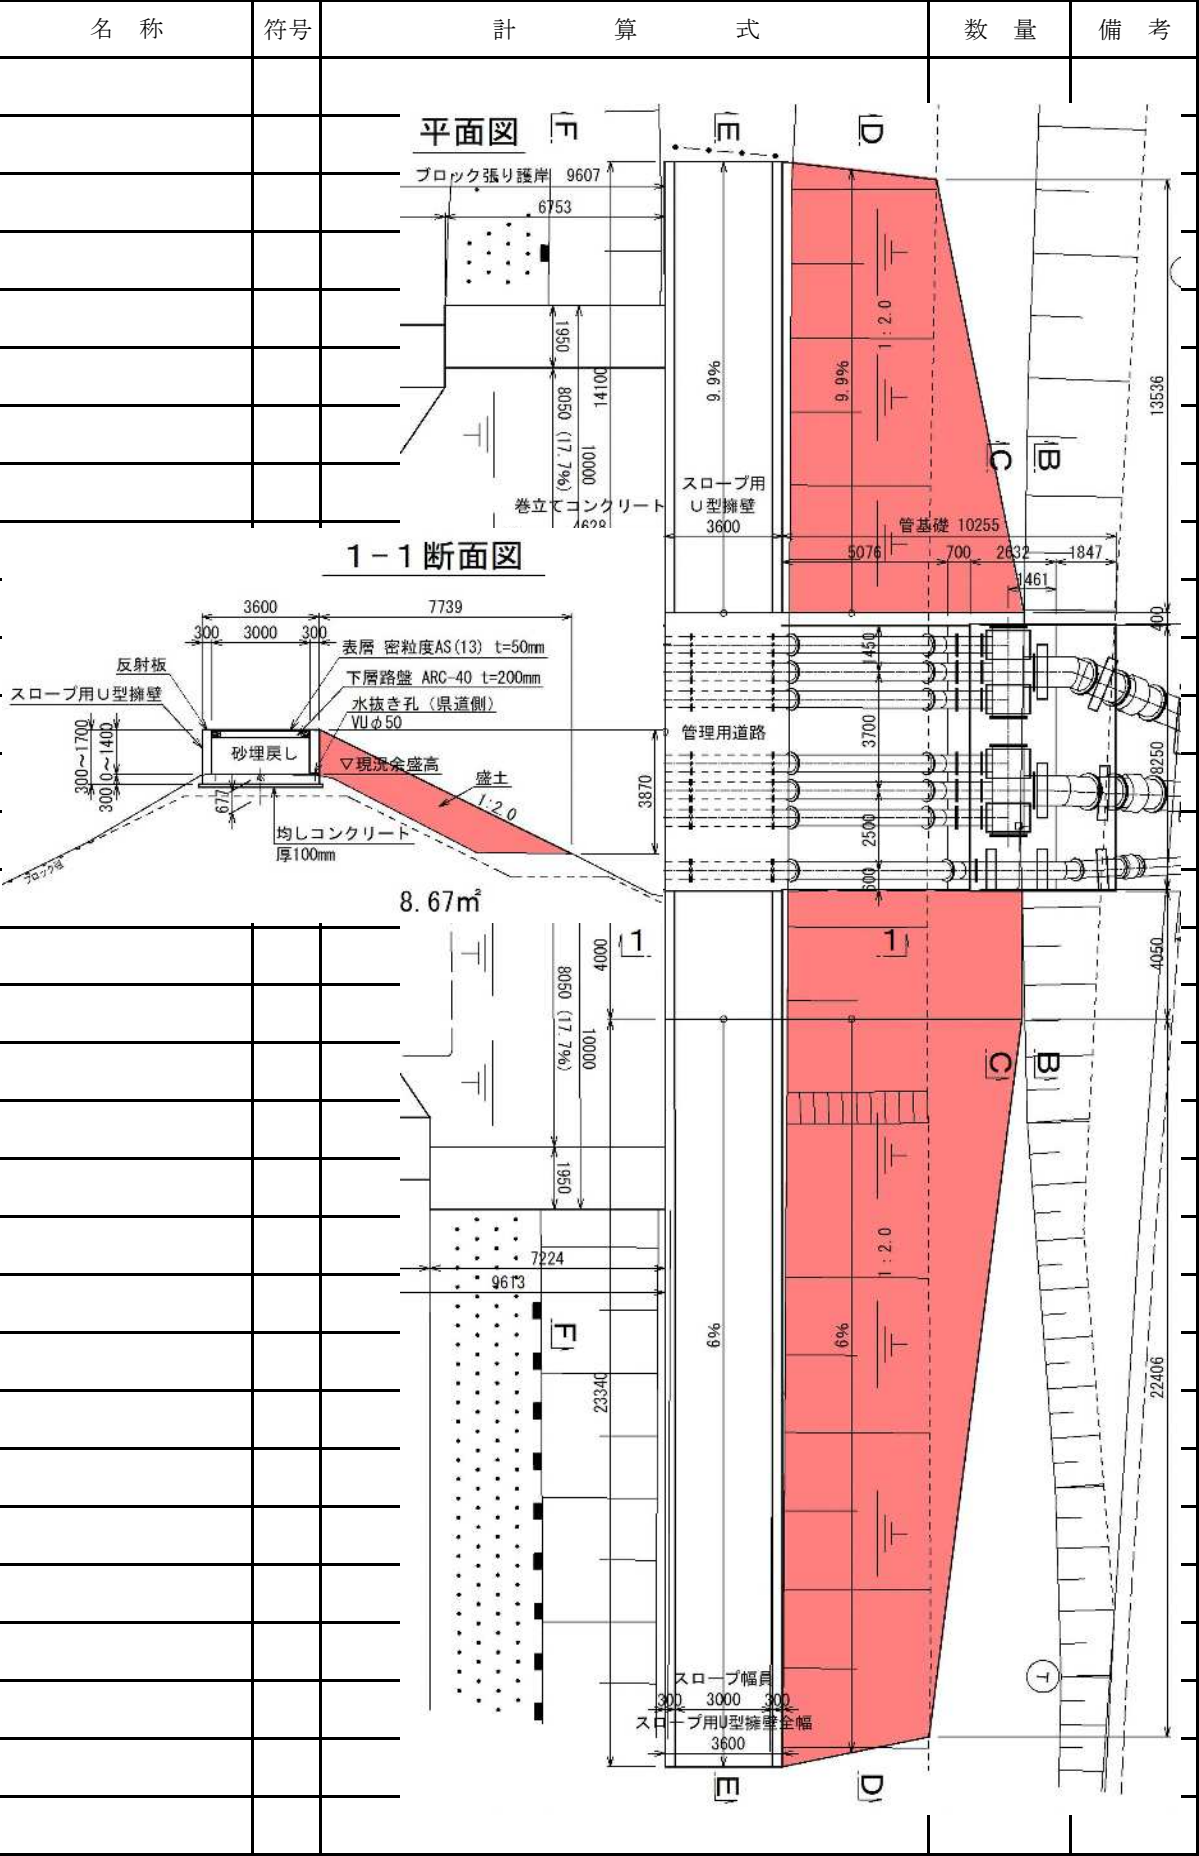 名　称　符号　計　算　式　数　量　備　考
平面図
F
E
D
ブロック張り護岸 9607
6753
1950
14100
8050 (17.7%)
10000
9.9%
9.9%
1:2.0
13536
C
B
スロープ用
U型擁壁
巻立てコンクリート
4628
3600
管基礎 10255
5076
700
2632
1847
1461
400
1-1断面図
3600
7739
300
3000
300
表層 密粒度AS(13) t=50mm
反射板
下層路盤 ARC-40 t=200mm
スロープ用U型擁壁
水抜き孔（県道側）
VUφ50
砂埋戻し
▽現況余盛高
盛土
1:2.0
300~1700
0~1400
300
677
3870
均しコンクリート
厚100mm
ブロック張
8.67㎡
管理用道路
1450
3700
2500
600
8250
1
1
4000
4050
8050 (17.7%)
10000
C
B
1950
7224
9613
F
23340
6%
6%
1:2.0
22406
T
スロープ幅員
300
3000
300
スロープ用U型擁壁全幅
3600
E
D